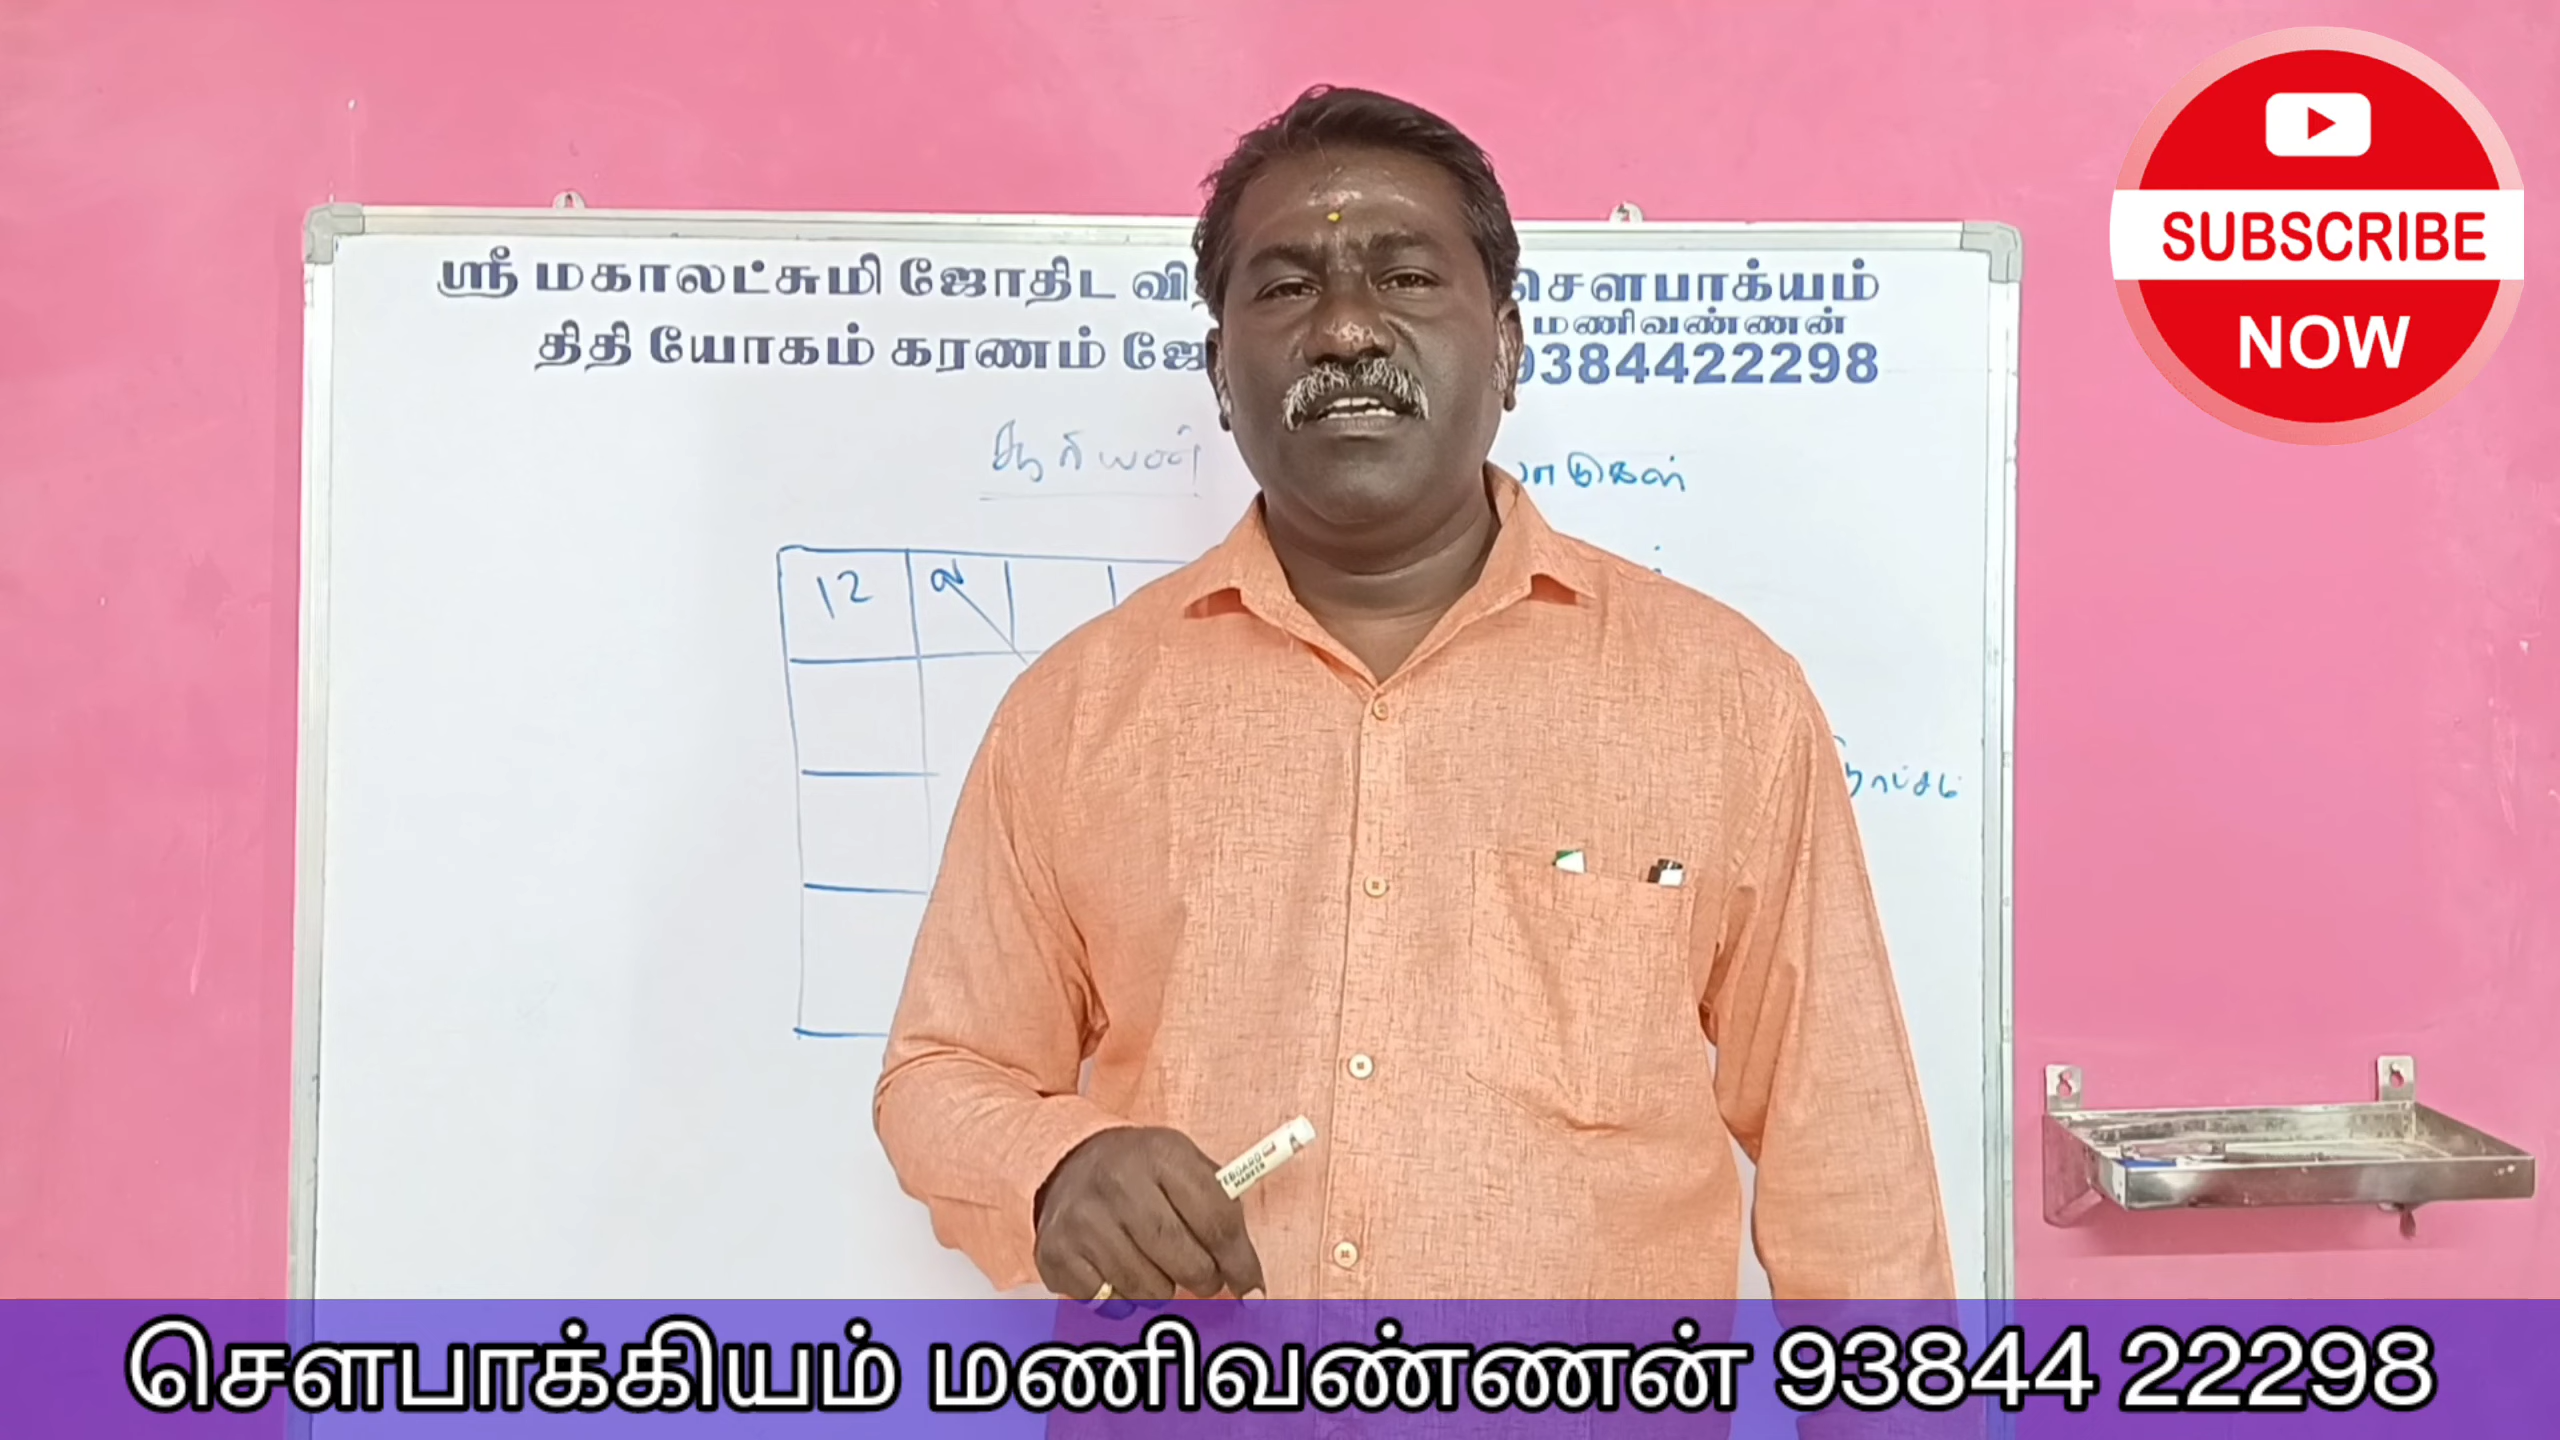 ஸ்ரீ மகாலட்சுமி ஜோதிட வி
சௌபாக்யம்
மணிவண்ணன்
திதி யோகம் கரணம் ஜே
9384422298
சூரியன்
12
ல
SUBSCRIBE
NOW
சௌபாக்கியம் மணிவண்ணன் 93844 22298